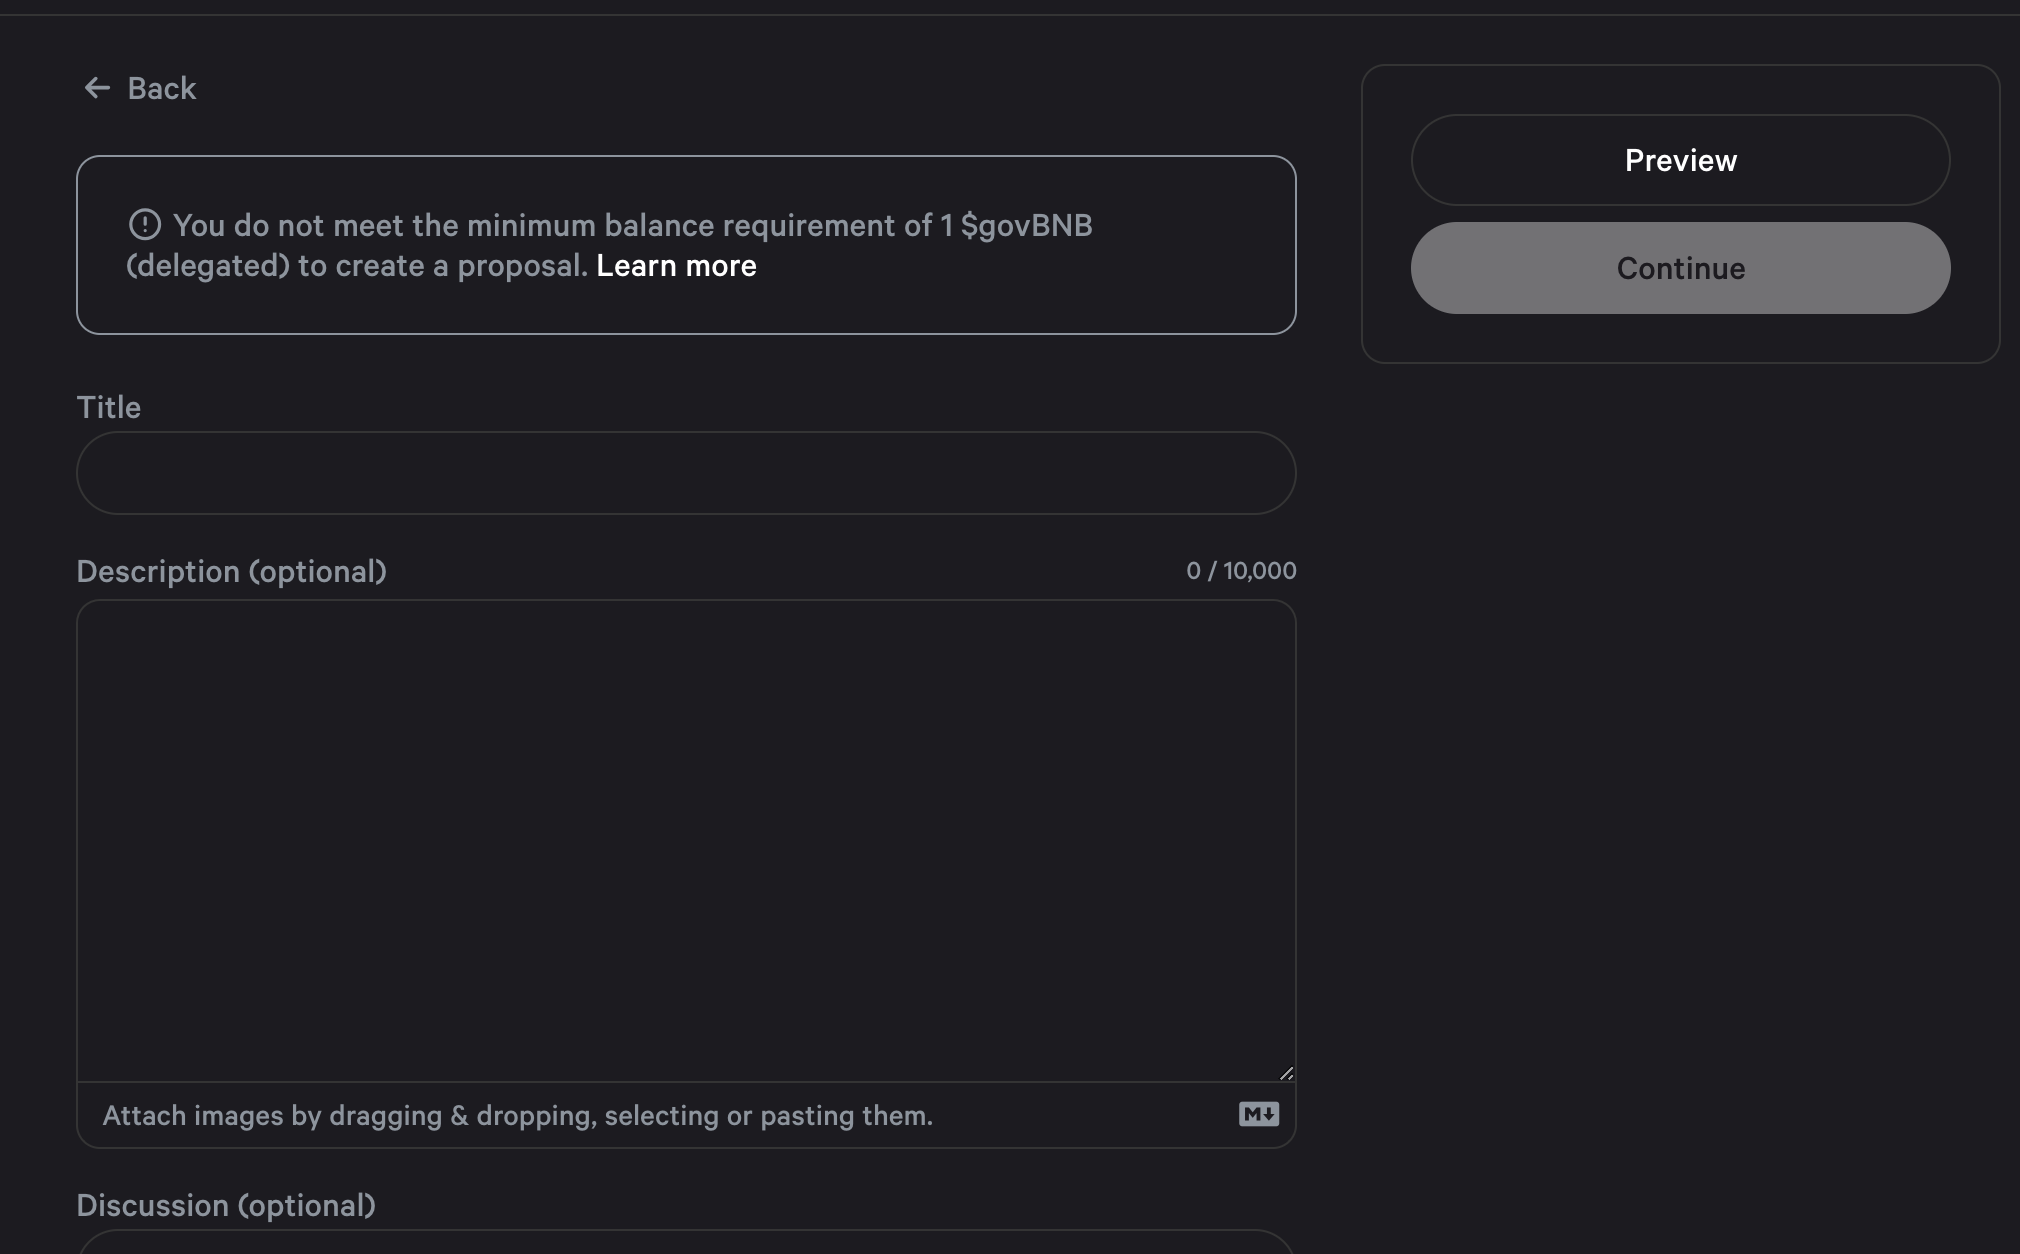 Back
Preview
You do not meet the minimum balance requirement of 1 $govBNB
(delegated) to create a proposal. Learn more
Continue
Title
Description (optional)
0 / 10,000
Attach images by dragging & dropping, selecting or pasting them.
M
Discussion (optional)